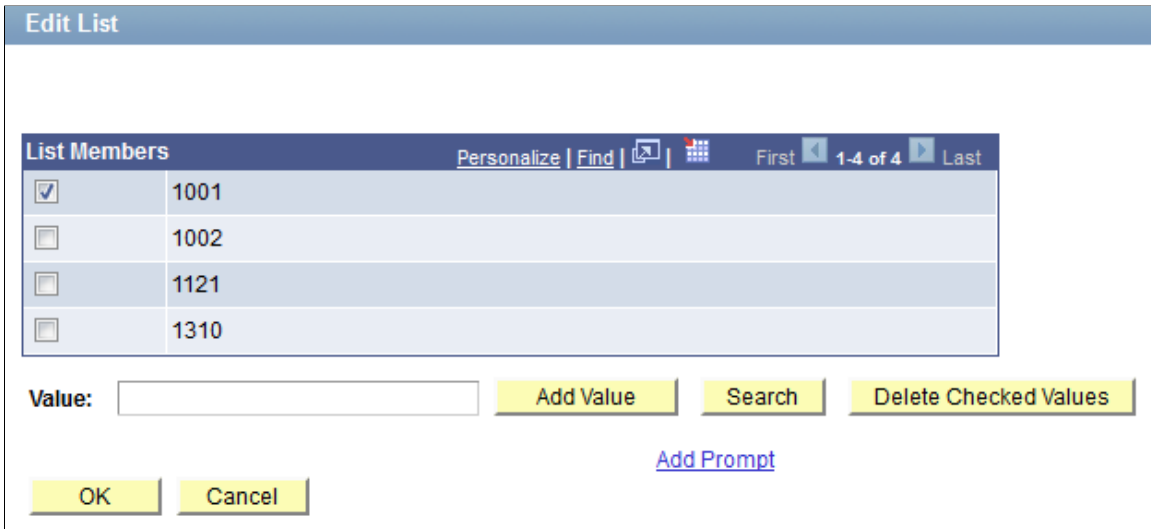 Edit List
List Members Personalize | Find | | First 1-4 of 4 Last
1001
1002
1121
1310
Value: Add Value Search Delete Checked Values
Add Prompt
OK Cancel